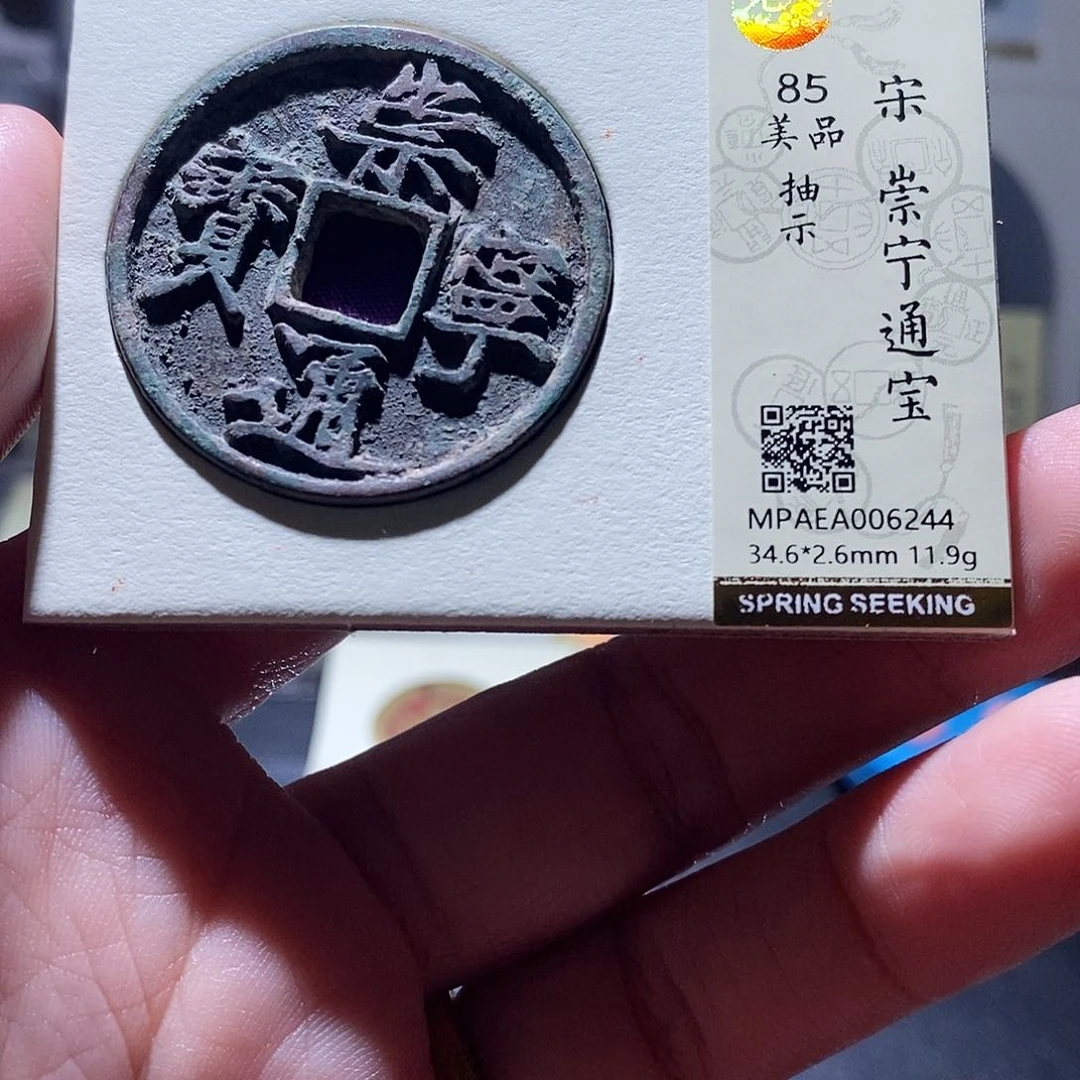 崇寧通寳
85
美品
抽示
宋 崇宁通宝
MPAEA006244
34.6*2.6mm 11.9g
SPRING SEEKING